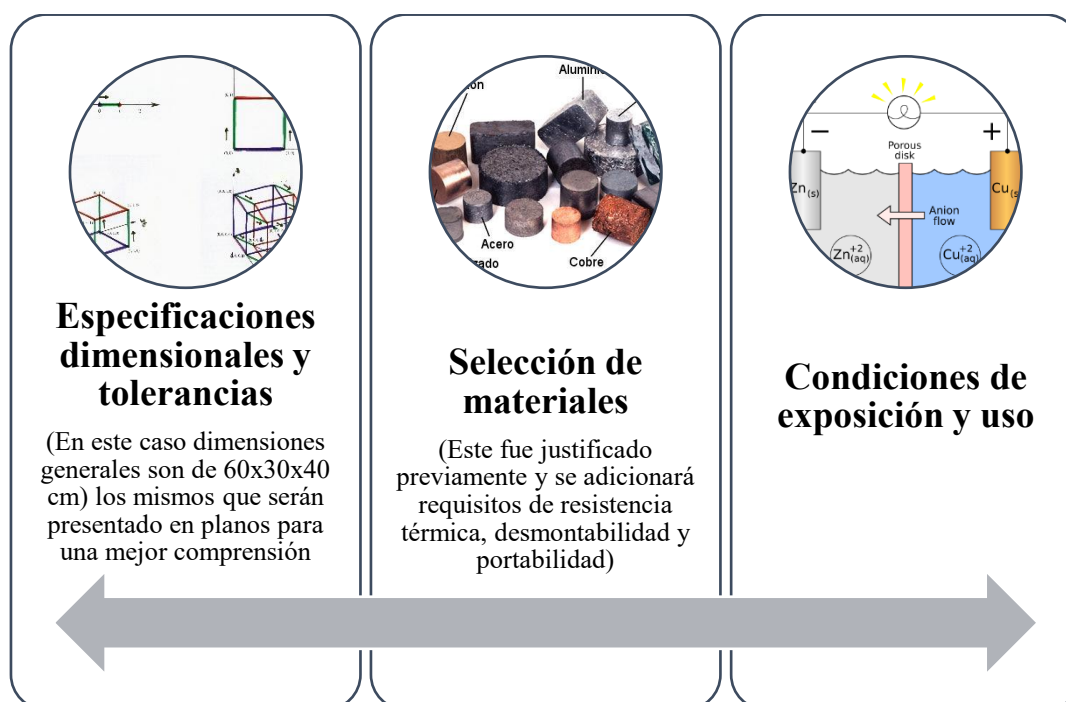 Especificaciones
dimensionales y
tolerancias
(En este caso dimensiones
generales son de 60x30x40
cm) los mismos que serán
presentado en planos para
una mejor comprensión
Aluminio
Acero
Cobre
Selección de
materiales
(Este fue justificado
previamente y se adicionará
requisitos de resistencia
térmica, desmontabilidad y
portabilidad)
−
+
Porous
disk
Zn(s)
Cu(s
Anion
flow
Zn+2(aq)
Cu+2(aq)
Condiciones de
exposición y uso